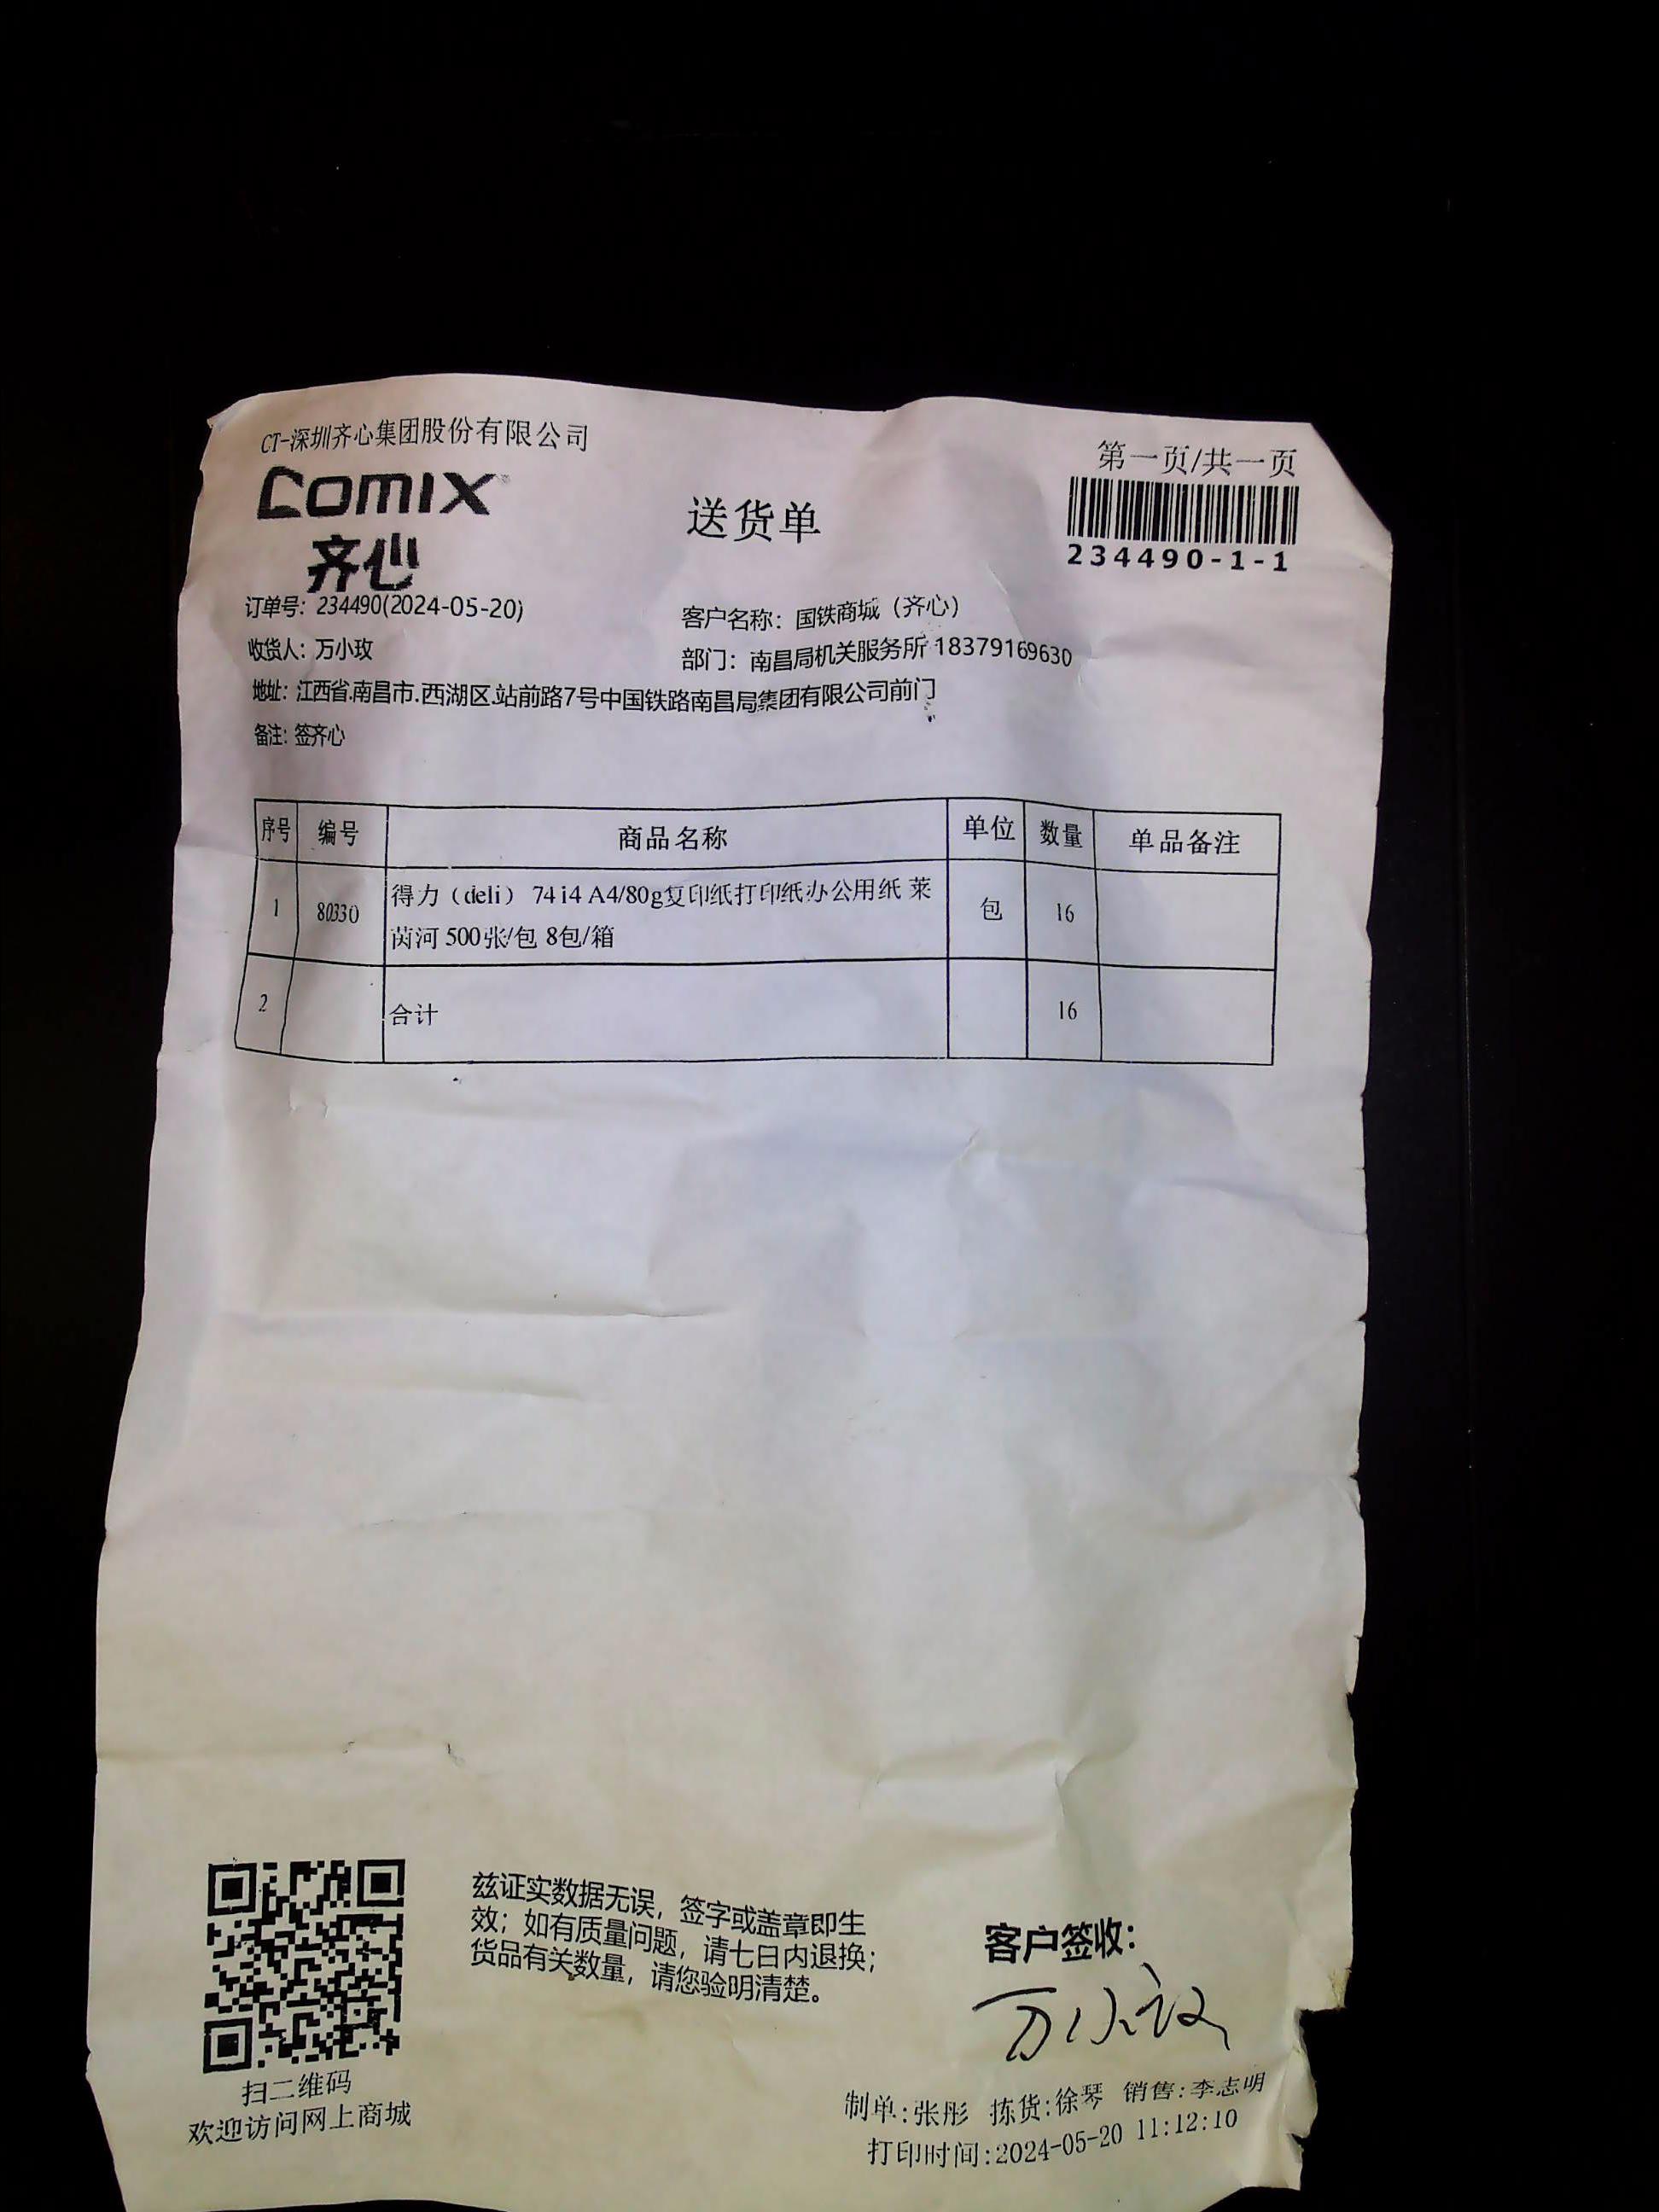 CT-深圳齐心集团股份有限公司
第一页/共一页
comix
齐心
送货单
234490-1-1
订单号：234490(2024-05-20)
客户名称：国铁商城（齐心）
收货人：万小玫
部门：南昌局机关服务所 18379169630
地址：江西省.南昌市.西湖区.站前路7号中国铁路南昌局集团有限公司前门
备注：签齐心
序号 编号 商品名称 单位 数量 单品备注
1 80330 得力（deli） 7414 A4/80g复印纸打印纸办公用纸 莱 包 16
茵河 500张/包 8包/箱
2 合计 16
兹证实数据无误，签字或盖章即生
效；如有质量问题，请七日内退换；
货品有关数量，请您验明清楚。
客户签收：
万小玫
扫二维码
欢迎访问网上商城
制单:张彤 拣货:徐琴 销售:李志明
打印时间:2024-05-20 11:12:10